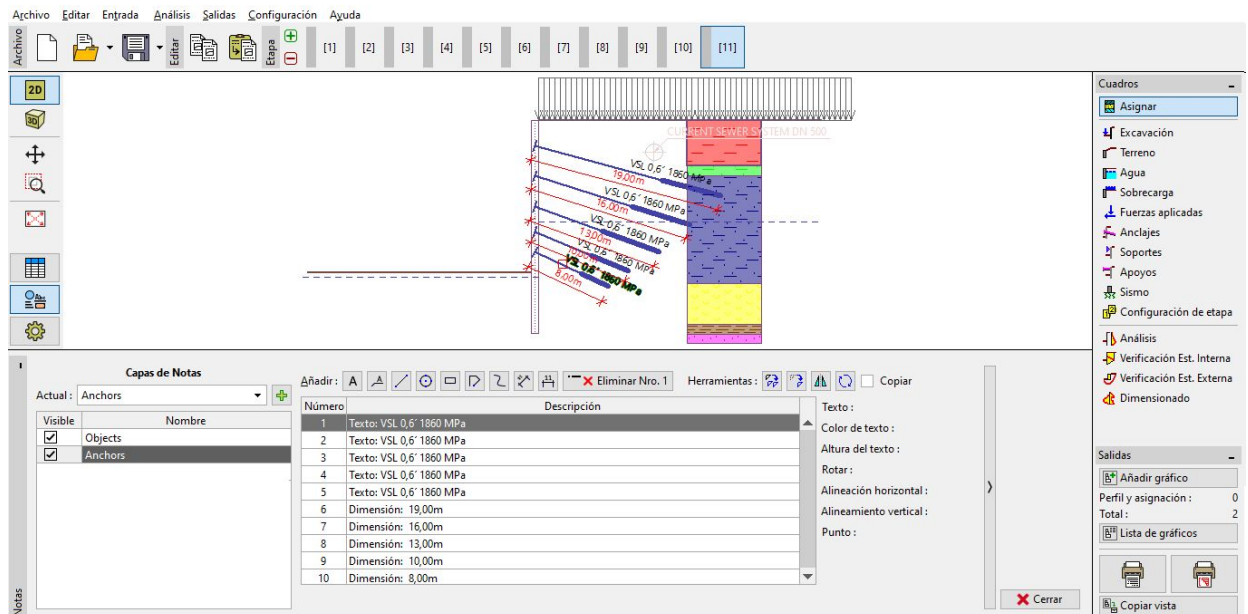 Archivo Editar Entrada Análisis Salidas Configuración Ayuda
Archivo
Editar
Etapa
[1] [2] [3] [4] [5] [6] [7] [8] [9] [10] [11]
2D
3D
CURRENT SEWER SYSTEM DN 500
VSL 0,6´ 1860 MPa
19,00m
VSL 0,6´ 1860 MPa
16,00m
VSL 0,6´ 1860 MPa
13,00m
VSL 0,6´ 1860 MPa
10,00m
VSL 0,6´ 1860 MPa
8,00m
Cuadros
Asignar
Excavación
Terreno
Agua
Sobrecarga
Fuerzas aplicadas
Anclajes
Soportes
Apoyos
Sismo
Configuración de etapa
Análisis
Verificación Est. Interna
Verificación Est. Externa
Dimensionado
Salidas
Añadir gráfico
Perfil y asignación : 0
Total : 2
Lista de gráficos
Copiar vista
Notas
Capas de Notas
Actual : Anchors
Visible Nombre
Objects
Anchors
Añadir : A Eliminar Nro. 1 Herramientas : Copiar
Número Descripción
1 Texto: VSL 0,6´ 1860 MPa
2 Texto: VSL 0,6´ 1860 MPa
3 Texto: VSL 0,6´ 1860 MPa
4 Texto: VSL 0,6´ 1860 MPa
5 Texto: VSL 0,6´ 1860 MPa
6 Dimensión: 19,00m
7 Dimensión: 16,00m
8 Dimensión: 13,00m
9 Dimensión: 10,00m
10 Dimensión: 8,00m
Texto :
Color de texto :
Altura del texto :
Rotar :
Alineación horizontal :
Alineamiento vertical :
Punto :
Cerrar